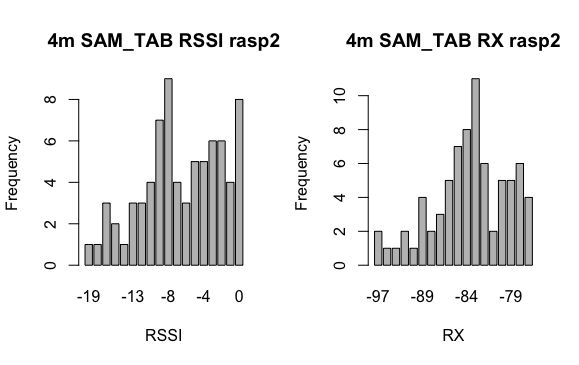 4m SAM_TAB RSSI rasp2
Frequency
0 2 4 6 8
-19 -13 -8 -4 0
RSSI
4m SAM_TAB RX rasp2
Frequency
0 2 4 6 8 10
-97 -89 -84 -79
RX